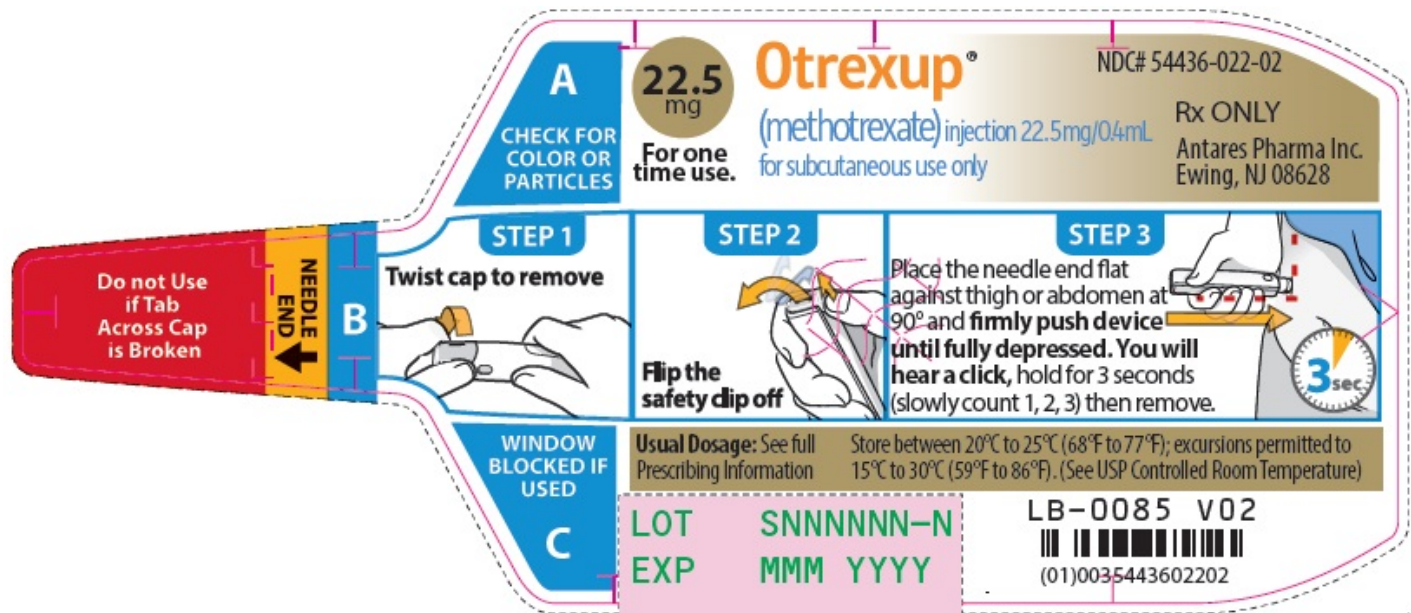 A
CHECK FOR
COLOR OR
PARTICLES
22.5
mg
For one
time use.
Otrexup®
(methotrexate) injection 22.5mg/0.4mL
for subcutaneous use only
NDC# 54436-022-02
Rx ONLY
Antares Pharma Inc.
Ewing, NJ 08628
Do not Use
if Tab
Across Cap
is Broken
NEEDLE
END
B
STEP 1
Twist cap to remove
STEP 2
Flip the
safety clip off
STEP 3
Place the needle end flat
against thigh or abdomen at
90° and firmly push device
until fully depressed. You will
hear a click, hold for 3 seconds
(slowly count 1, 2, 3) then remove.
3 sec.
WINDOW
BLOCKED IF
USED
C
Usual Dosage: See full
Prescribing Information
Store between 20°C to 25°C (68°F to 77°F); excursions permitted to
15°C to 30°C (59°F to 86°F). (See USP Controlled Room Temperature)
LOT SNNNNNN-N
EXP MMM YYYY
LB-0085 V02
(01)0035443602202